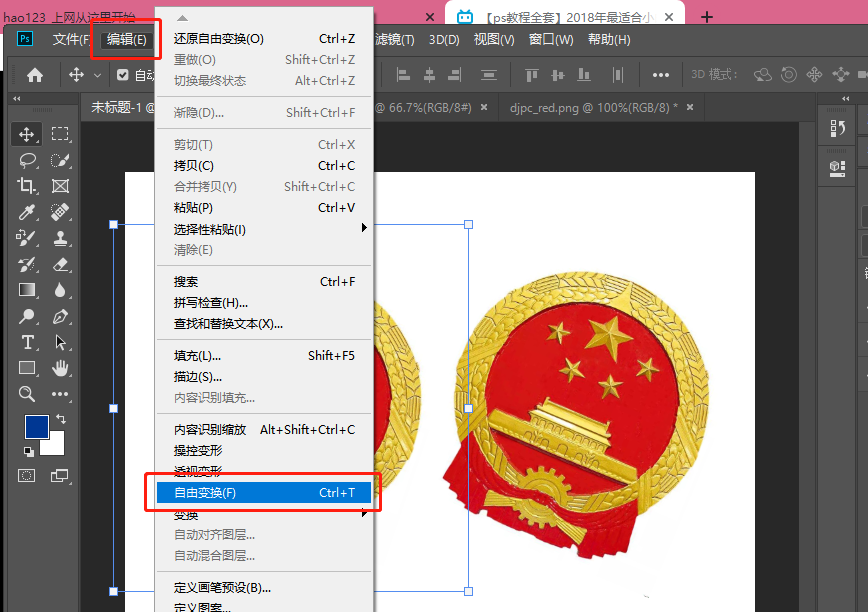 hao123_上网从这里开始
【ps教程全套】2018年最适合小
Ps
文件(F
编辑(E)
滤镜(T)
3D(D)
视图(V)
窗口(W)
帮助(H)
自动
3D 模式：
未标题-1 @
@ 66.7%(RGB/8#)
djpc_red.png @ 100%(RGB/8) *
还原自由变换(O) Ctrl+Z
重做(O) Shift+Ctrl+Z
切换最终状态 Alt+Ctrl+Z
渐隐(D)... Shift+Ctrl+F
剪切(T) Ctrl+X
拷贝(C) Ctrl+C
合并拷贝(Y) Shift+Ctrl+C
粘贴(P) Ctrl+V
选择性粘贴(I)
清除(E)
搜索 Ctrl+F
拼写检查(H)...
查找和替换文本(X)...
填充(L)... Shift+F5
描边(S)...
内容识别填充...
内容识别缩放 Alt+Shift+Ctrl+C
操控变形
透视变形
自由变换(F) Ctrl+T
变换
自动对齐图层...
自动混合图层...
定义画笔预设(B)...
定义图案...